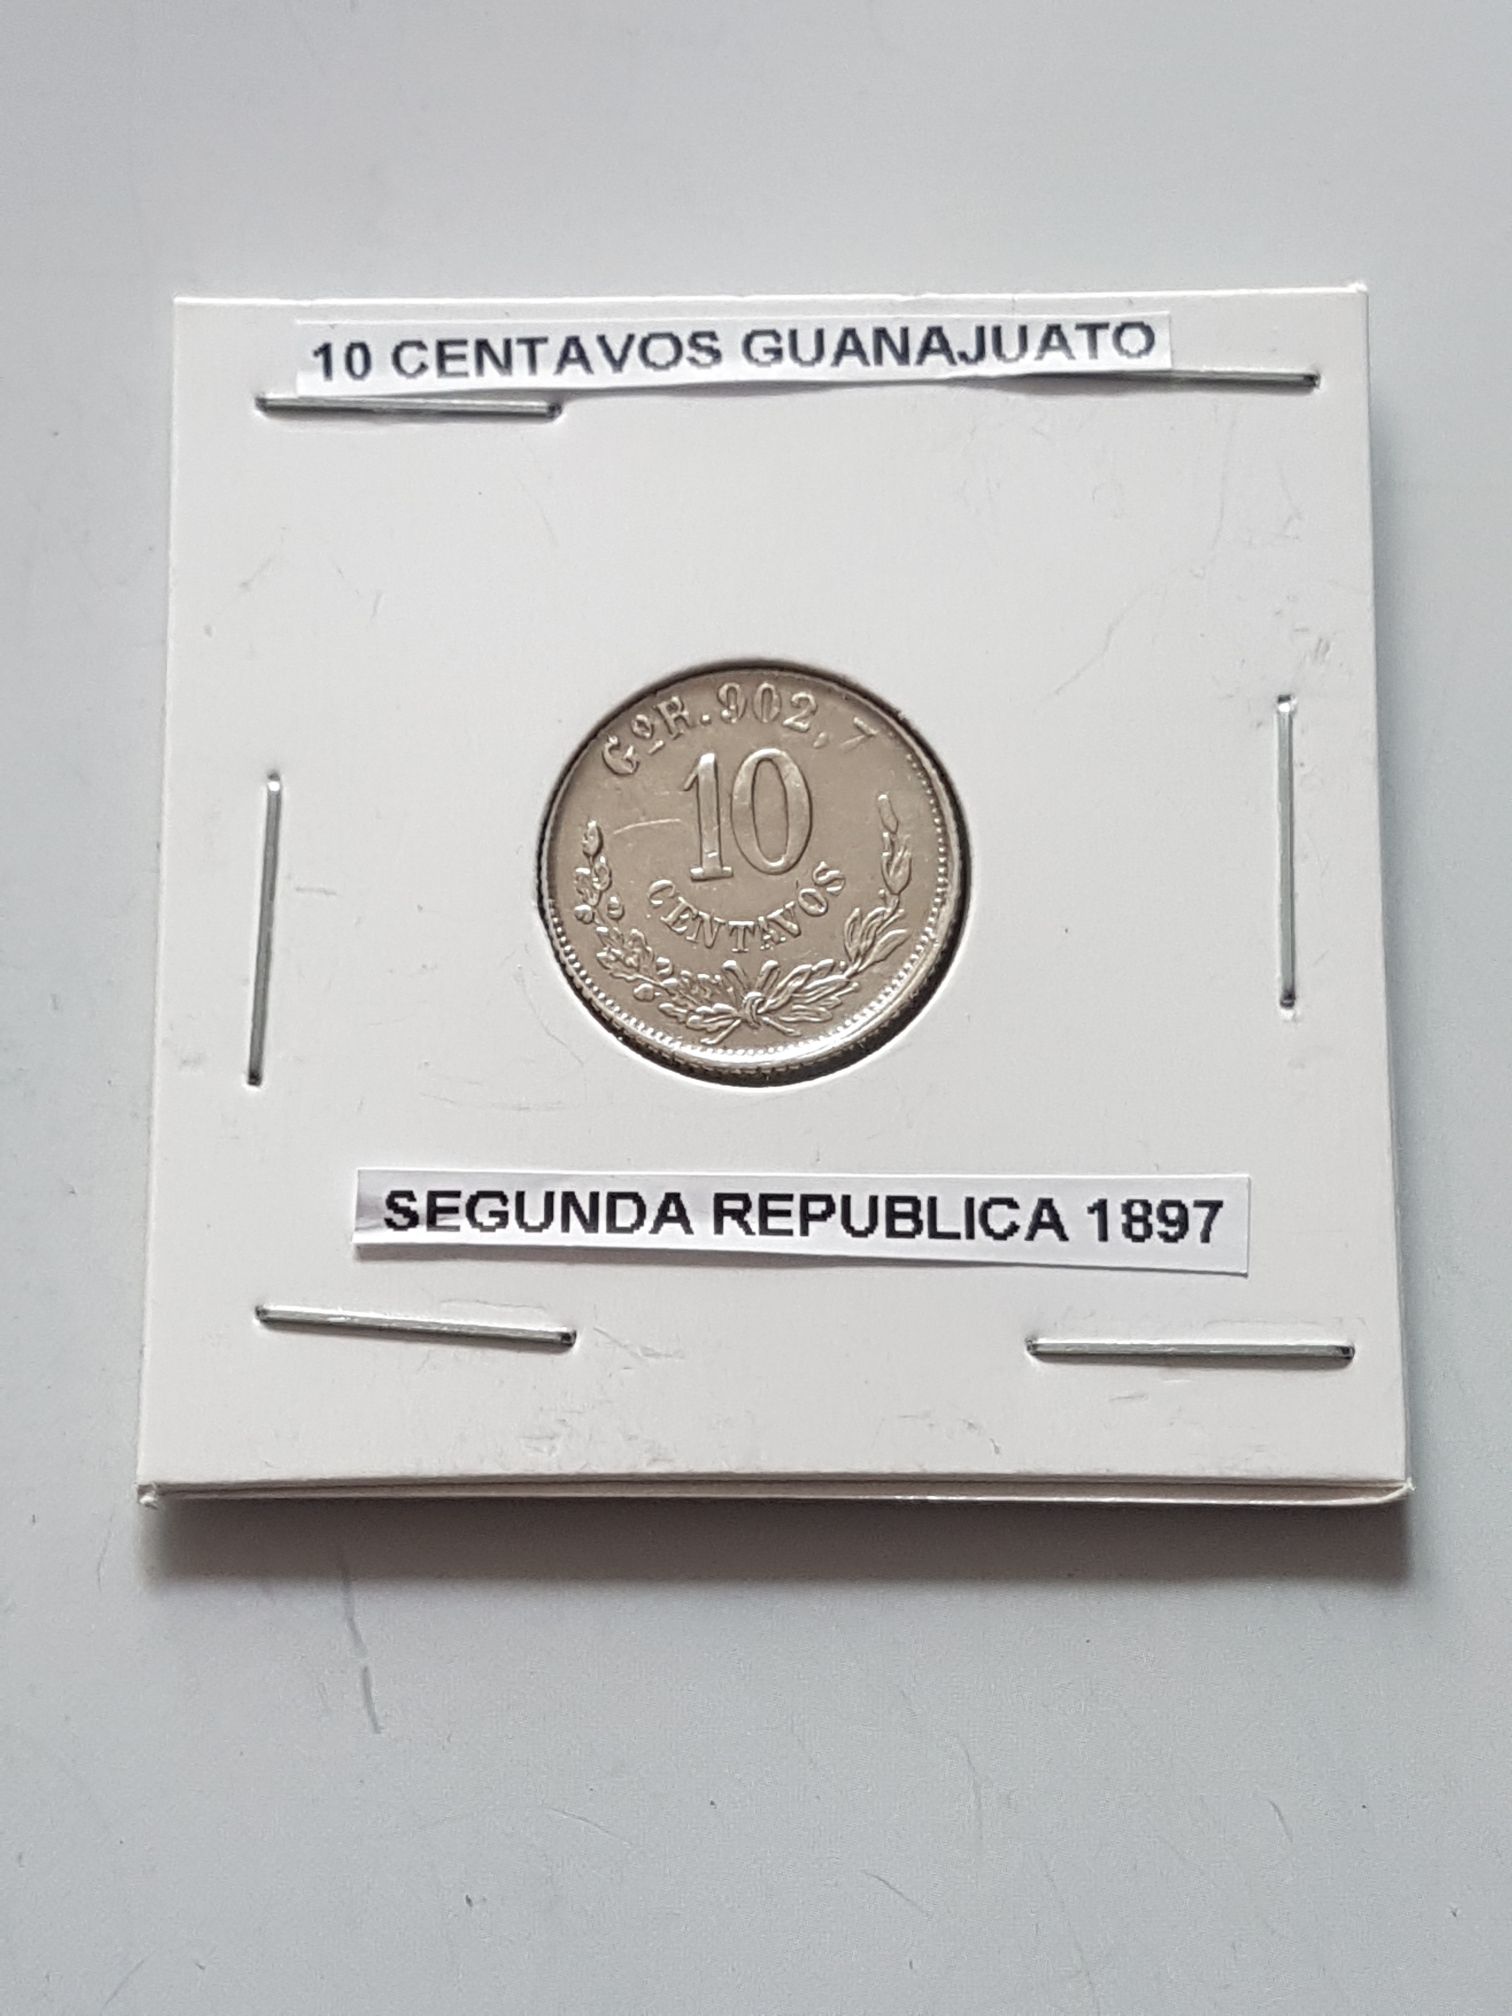 10 CENTAVOS GUANAJUATO
GºR.902,7
10
CENTAVOS
SEGUNDA REPUBLICA 1897